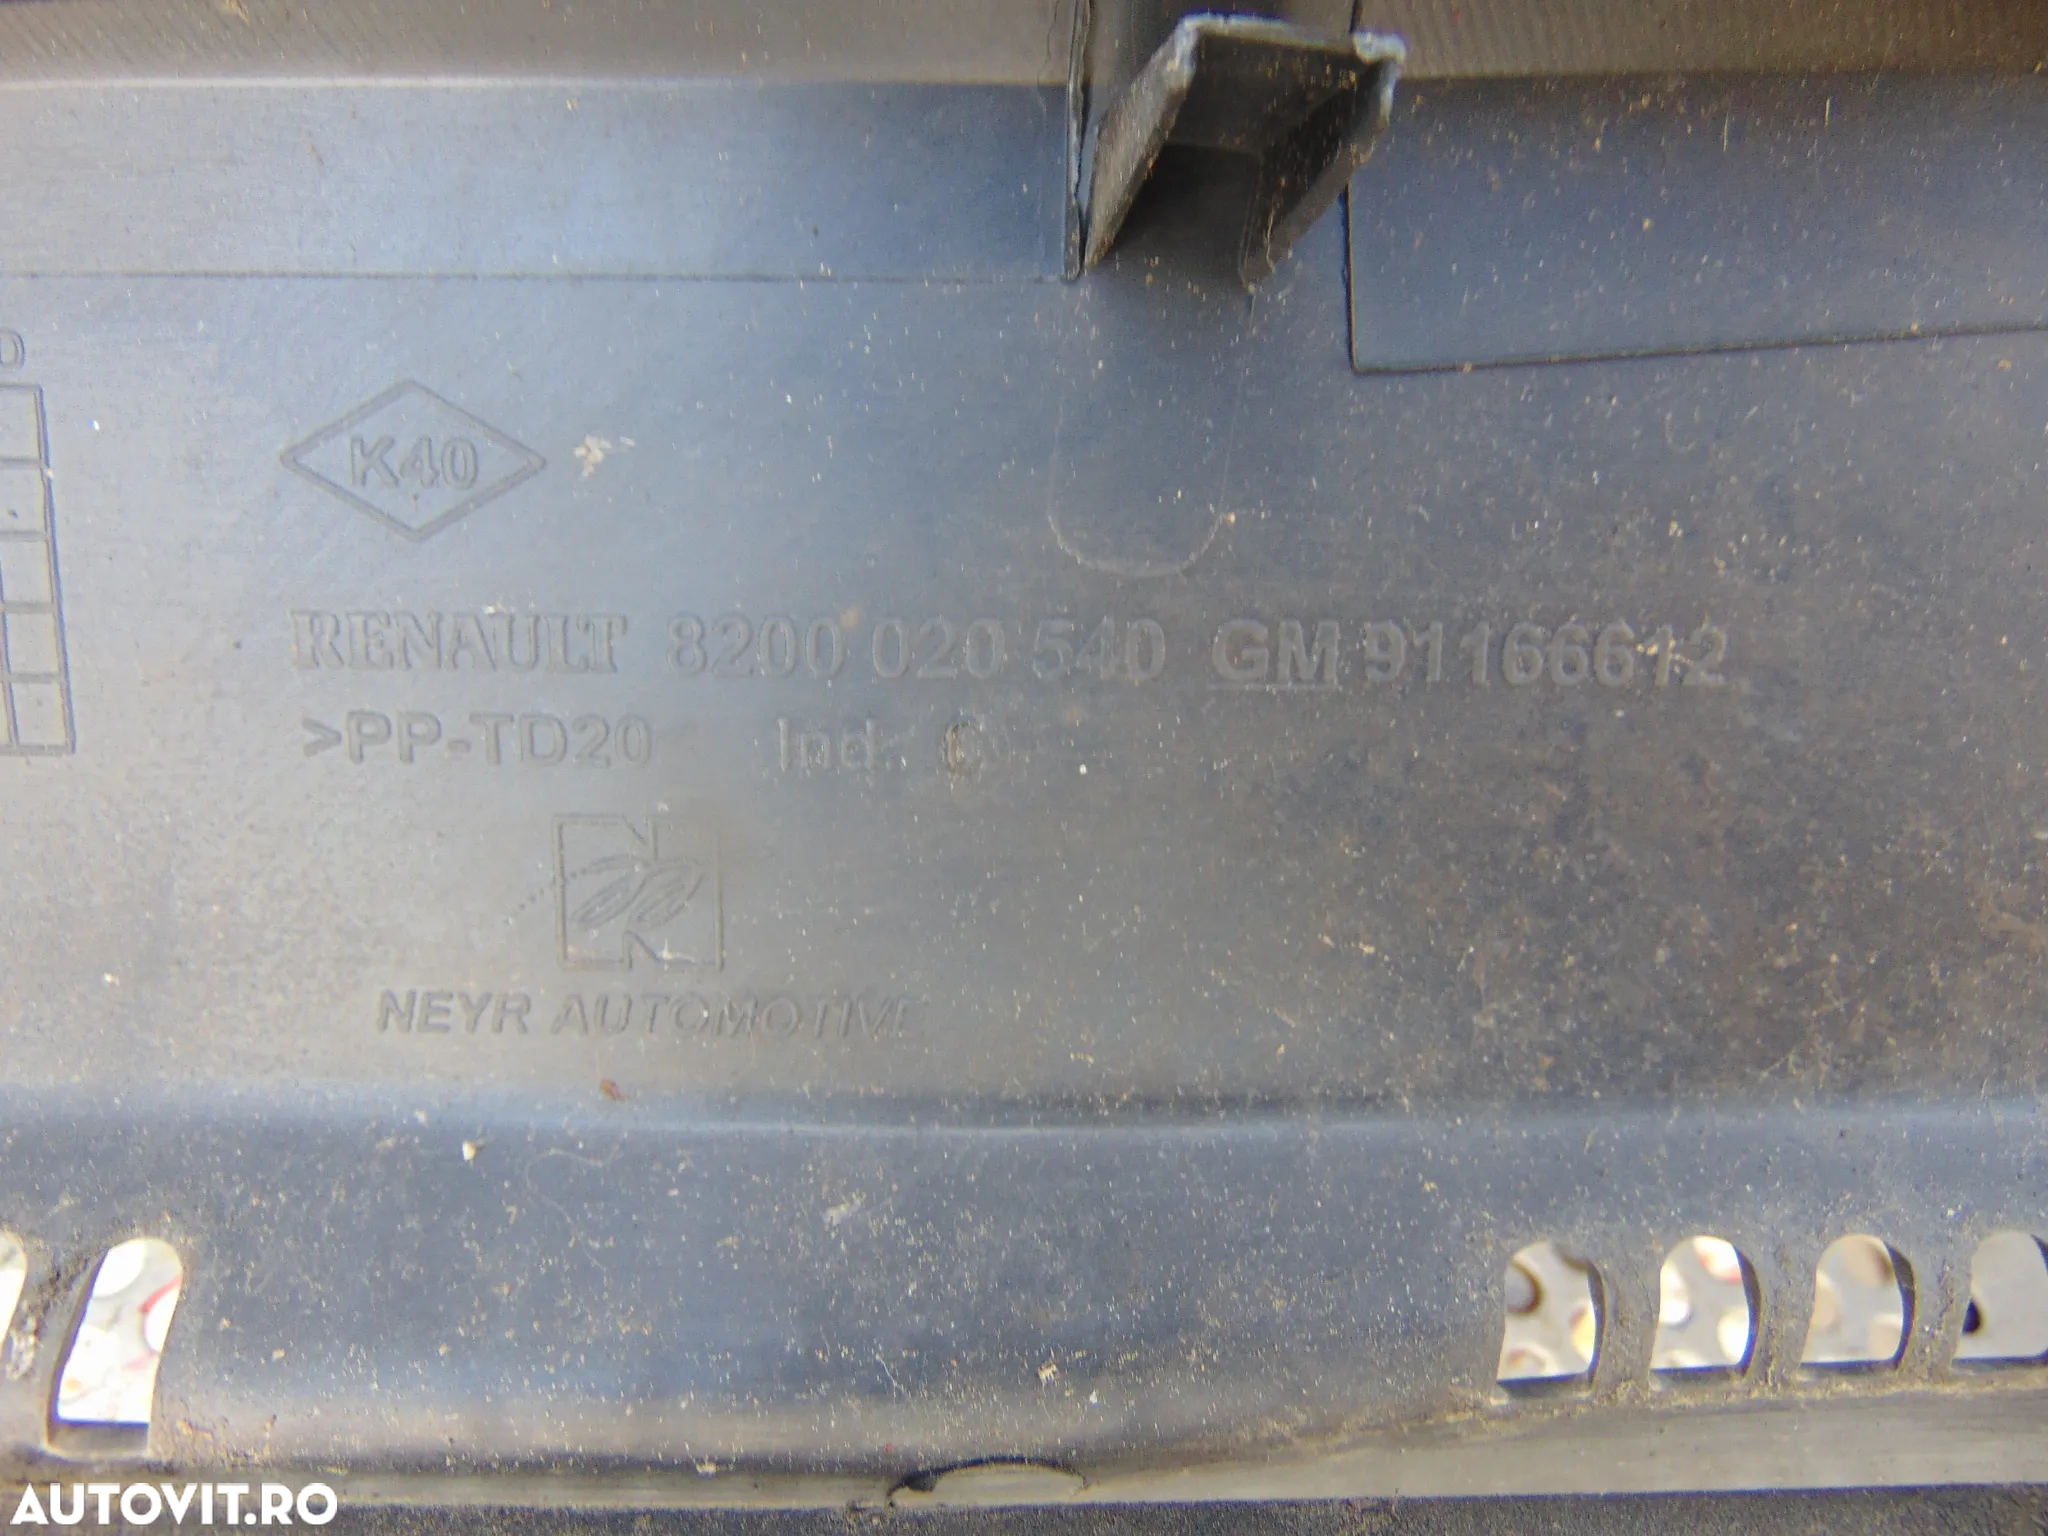 D
K40
RENAULT 8200 020 540 GM 91166612
>PP-TD20 Ind. C
NEYR AUTOMOTIVE
AUTOVIT.RO